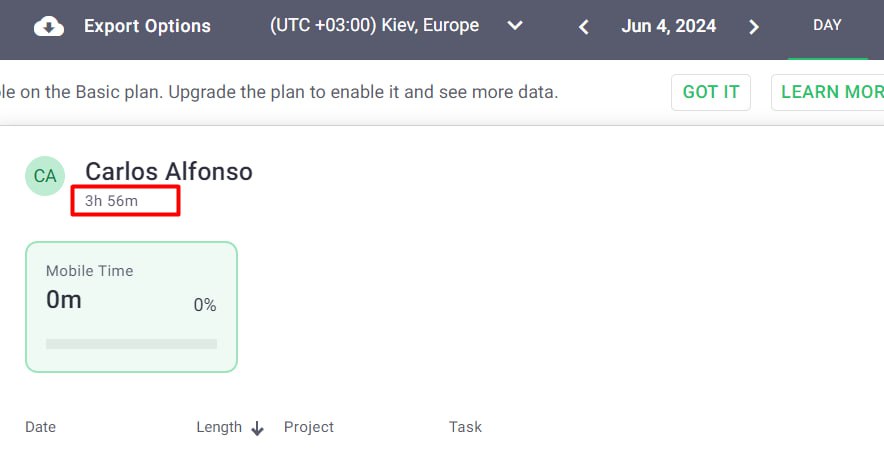 Export Options (UTC +03:00) Kiev, Europe Jun 4, 2024 DAY
on the Basic plan. Upgrade the plan to enable it and see more data. GOT IT LEARN
CA Carlos Alfonso
3h 56m
Mobile Time
0m 0%
Date Length Project Task